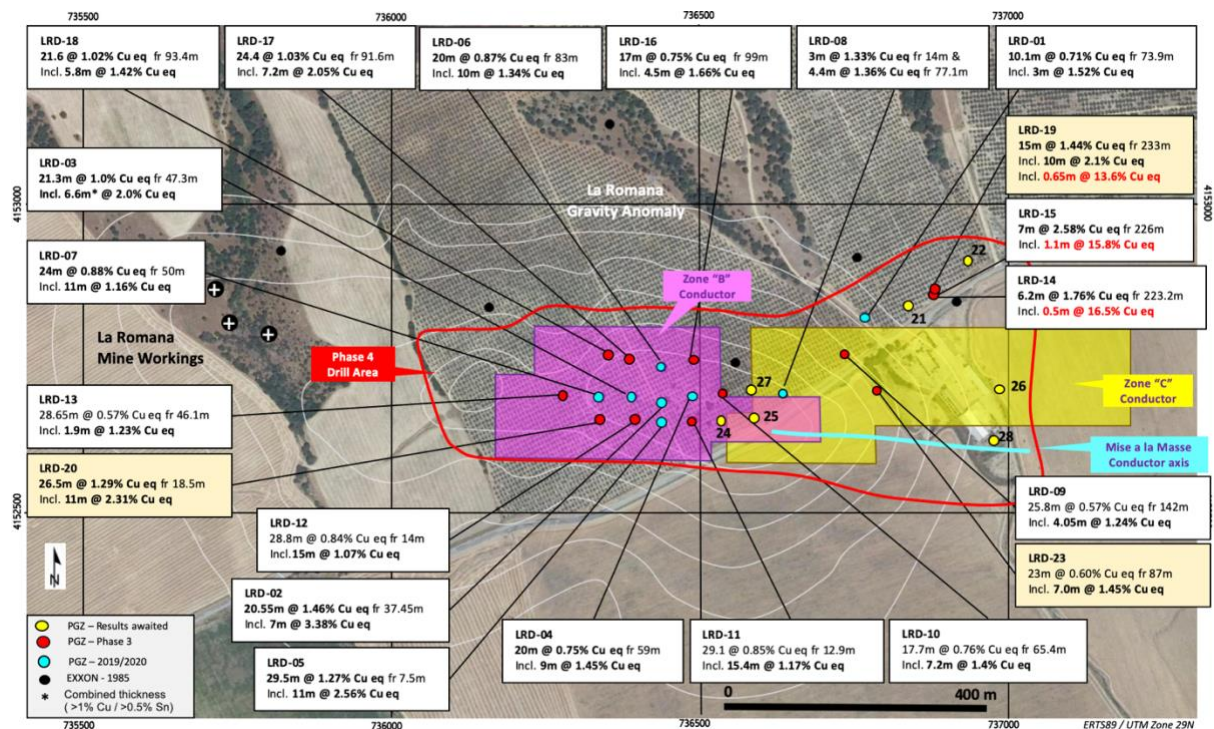 735500
736000
736500
737000
LRD-18
21.6 @ 1.02% Cu eq fr 93.4m
Incl. 5.8m @ 1.42% Cu eq
LRD-17
24.4 @ 1.03% Cu eq fr 91.6m
Incl. 7.2m @ 2.05% Cu eq
LRD-06
20m @ 0.87% Cu eq fr 83m
Incl. 10m @ 1.34% Cu eq
LRD-16
17m @ 0.75% Cu eq fr 99m
Incl. 4.5m @ 1.66% Cu eq
LRD-08
3m @ 1.33% Cu eq fr 14m &
4.4m @ 1.36% Cu eq fr 77.1m
LRD-01
10.1m @ 0.71% Cu eq fr 73.9m
Incl. 3m @ 1.52% Cu eq
LRD-19
15m @ 1.44% Cu eq fr 233m
Incl. 10m @ 2.1% Cu eq
Incl. 0.65m @ 13.6% Cu eq
LRD-03
21.3m @ 1.0% Cu eq fr 47.3m
Incl. 6.6m* @ 2.0% Cu eq
4153000
La Romana
Gravity Anomaly
4153000
LRD-15
7m @ 2.58% Cu eq fr 226m
Incl. 1.1m @ 15.8% Cu eq
LRD-07
24m @ 0.88% Cu eq fr 50m
Incl. 11m @ 1.16% Cu eq
Zone "B"
Conductor
22
21
LRD-14
6.2m @ 1.76% Cu eq fr 223.2m
Incl. 0.5m @ 16.5% Cu eq
La Romana
Mine Workings
Phase 4
Drill Area
27
26
Zone "C"
Conductor
LRD-13
28.65m @ 0.57% Cu eq fr 46.1m
Incl. 1.9m @ 1.23% Cu eq
24
25
28
Mise a la Masse
Conductor axis
LRD-20
26.5m @ 1.29% Cu eq fr 18.5m
Incl. 11m @ 2.31% Cu eq
4152500
4152500
LRD-09
25.8m @ 0.57% Cu eq fr 142m
Incl. 4.05m @ 1.24% Cu eq
LRD-12
28.8m @ 0.84% Cu eq fr 14m
Incl.15m @ 1.07% Cu eq
LRD-23
23m @ 0.60% Cu eq fr 87m
Incl. 7.0m @ 1.45% Cu eq
N
LRD-02
20.55m @ 1.46% Cu eq fr 37.45m
Incl. 7m @ 3.38% Cu eq
LRD-05
29.5m @ 1.27% Cu eq fr 7.5m
Incl. 11m @ 2.56% Cu eq
LRD-04
20m @ 0.75% Cu eq fr 59m
Incl. 9m @ 1.45% Cu eq
LRD-11
29.1 @ 0.85% Cu eq fr 12.9m
Incl. 15.4m @ 1.17% Cu eq
LRD-10
17.7m @ 0.76% Cu eq fr 65.4m
Incl. 7.2m @ 1.4% Cu eq
PGZ – Results awaited
PGZ – Phase 3
PGZ – 2019/2020
EXXON - 1985
* Combined thickness
( >1% Cu / >0.5% Sn)
0
400 m
735500
736000
736500
737000
ERTS89 / UTM Zone 29N